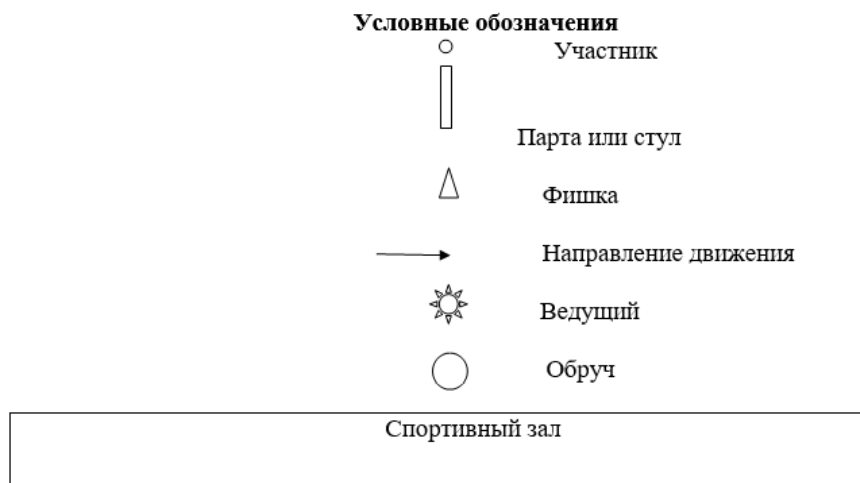 Условные обозначения
Участник
Парта или стул
Фишка
Направление движения
Ведущий
Обруч
Спортивный зал